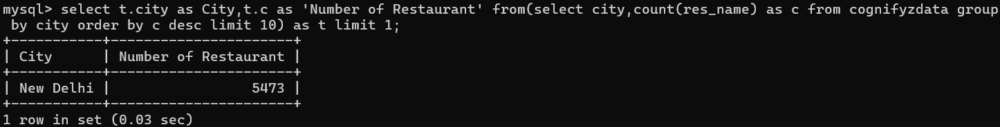 mysql> select t.city as City,t.c as 'Number of Restaurant' from(select city,count(res_name) as c from cognifyzdata group
 by city order by c desc limit 10) as t limit 1;
+-----------+----------------------+
| City      | Number of Restaurant |
+-----------+----------------------+
| New Delhi |                 5473 |
+-----------+----------------------+
1 row in set (0.03 sec)